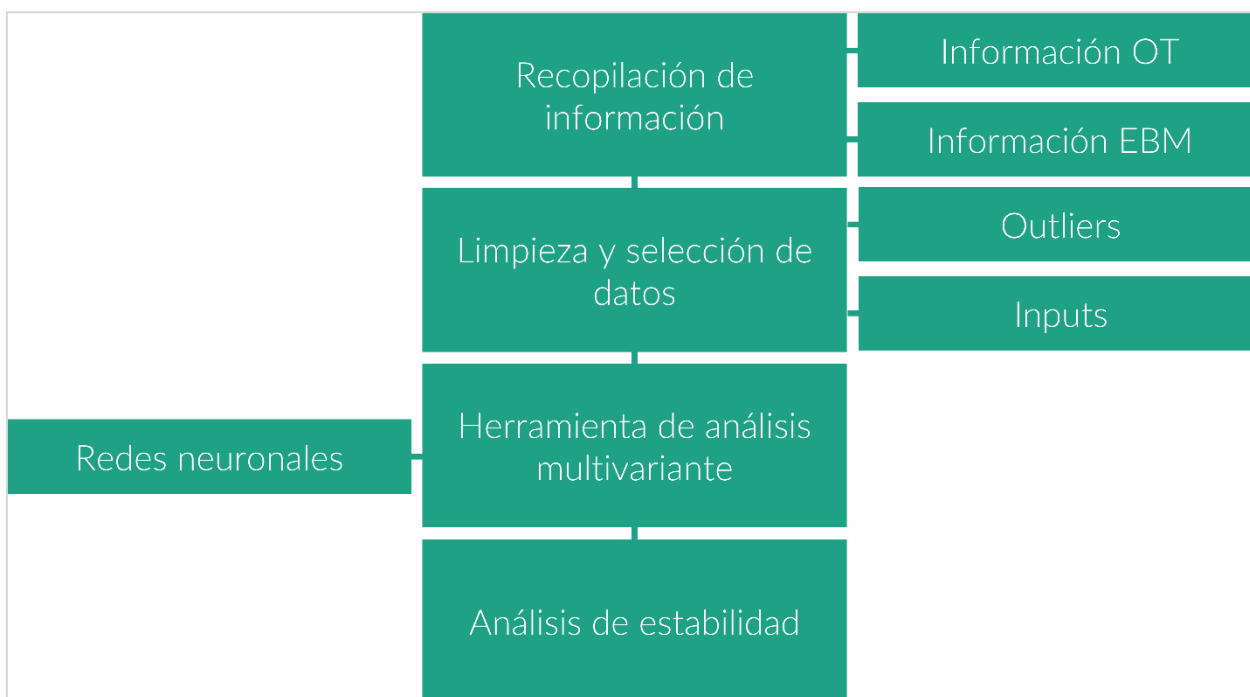 Recopilación de
información
Información OT
Información EBM
Limpieza y selección de
datos
Outliers
Inputs
Herramienta de análisis
multivariante
Redes neuronales
Análisis de estabilidad